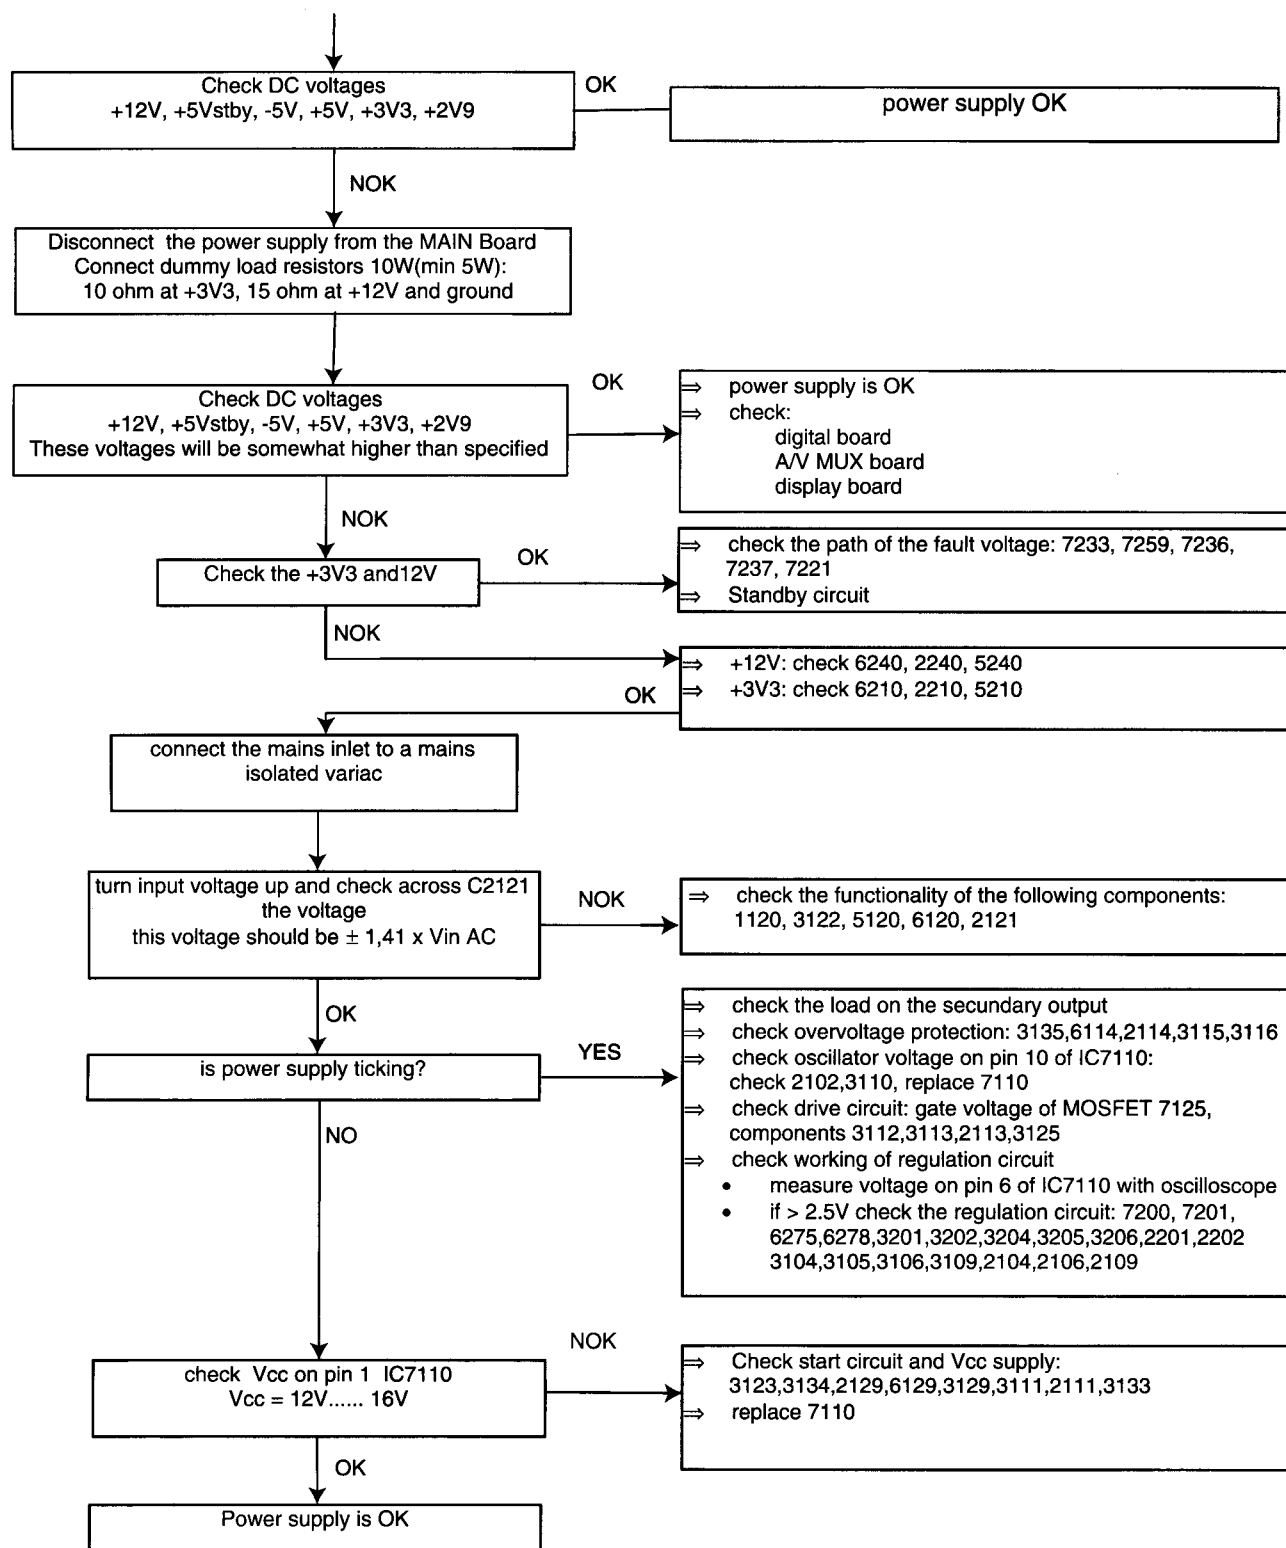 Check DC voltages
+12V, +5Vstby, -5V, +5V, +3V3, +2V9
OK
power supply OK
NOK
Disconnect the power supply from the MAIN Board
Connect dummy load resistors 10W(min 5W):
10 ohm at +3V3, 15 ohm at +12V and ground
Check DC voltages
+12V, +5Vstby, -5V, +5V, +3V3, +2V9
These voltages will be somewhat higher than specified
OK
⇒ power supply is OK
⇒ check:
digital board
A/V MUX board
display board
NOK
Check the +3V3 and12V
OK
⇒ check the path of the fault voltage: 7233, 7259, 7236,
7237, 7221
⇒ Standby circuit
NOK
⇒ +12V: check 6240, 2240, 5240
⇒ +3V3: check 6210, 2210, 5210
OK
connect the mains inlet to a mains
isolated variac
turn input voltage up and check across C2121
the voltage
this voltage should be ± 1,41 x Vin AC
NOK
⇒ check the functionality of the following components:
1120, 3122, 5120, 6120, 2121
OK
is power supply ticking?
YES
⇒ check the load on the secundary output
⇒ check overvoltage protection: 3135,6114,2114,3115,3116
⇒ check oscillator voltage on pin 10 of IC7110:
check 2102,3110, replace 7110
⇒ check drive circuit: gate voltage of MOSFET 7125,
components 3112,3113,2113,3125
⇒ check working of regulation circuit
• measure voltage on pin 6 of IC7110 with oscilloscope
• if > 2.5V check the regulation circuit: 7200, 7201,
6275,6278,3201,3202,3204,3205,3206,2201,2202
3104,3105,3106,3109,2104,2106,2109
NO
check Vcc on pin 1 IC7110
Vcc = 12V...... 16V
NOK
⇒ Check start circuit and Vcc supply:
3123,3134,2129,6129,3129,3111,2111,3133
⇒ replace 7110
OK
Power supply is OK